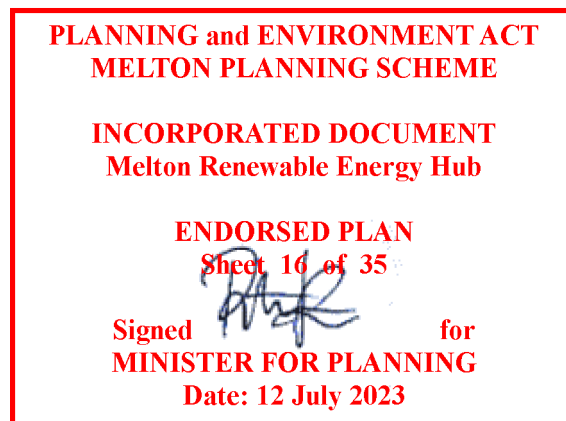 PLANNING and ENVIRONMENT ACT
MELTON PLANNING SCHEME
INCORPORATED DOCUMENT
Melton Renewable Energy Hub
ENDORSED PLAN
Sheet 16 of 35
Signed for
MINISTER FOR PLANNING
Date: 12 July 2023